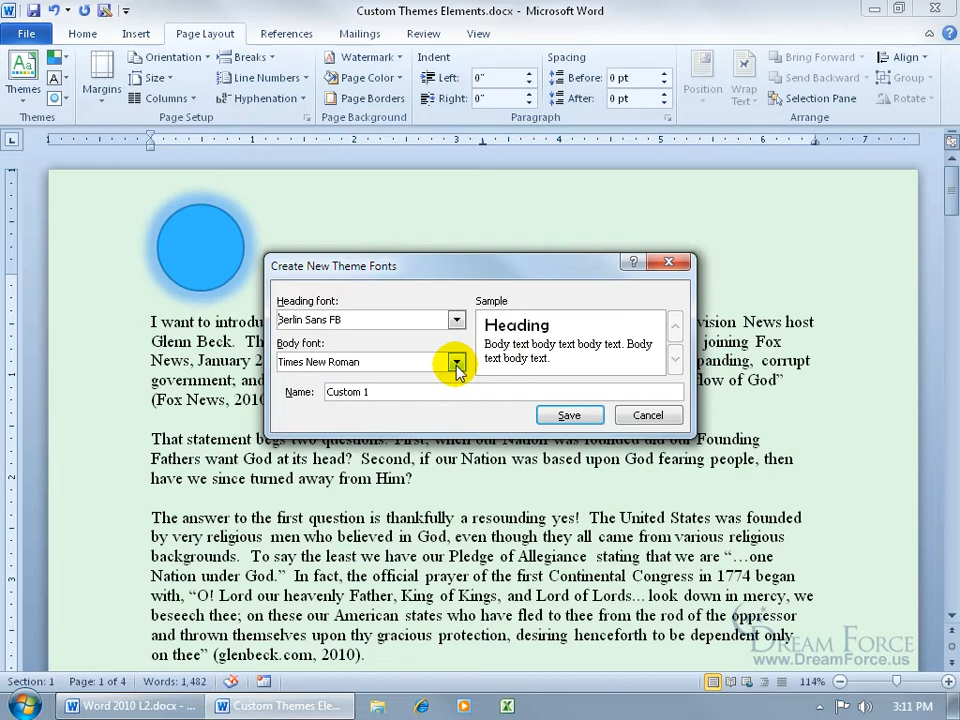 Custom Themes Elements.docx - Microsoft Word
File Home Insert Page Layout References Mailings Review View
Themes Margins Orientation Breaks Watermark Indent Spacing Position Wrap Text Bring Forward Align
Size Line Numbers Page Color Left: 0" Before: 0 pt Send Backward Group
Columns Hyphenation Page Borders Right: 0" After: 0 pt Selection Pane Rotate
Themes Page Setup Page Background Paragraph Arrange
Create New Theme Fonts
Heading font: Sample
Berlin Sans FB Heading
Body font: Body text body text body text. Body
Times New Roman text body text.
Name: Custom 1
Save Cancel
I want to introdu vision News host
Glenn Beck. T joining Fox
News, January 2 panding, corrupt
government; and flow of God”
(Fox News, 2010
That statement begs two questions. First, when our Nation was founded did our Founding
Fathers want God at its head? Second, if our Nation was based upon God fearing people, then
have we since turned away from Him?
The answer to the first question is thankfully a resounding yes! The United States was founded
by very religious men who believed in God, even though they all came from various religious
backgrounds. To say the least we have our Pledge of Allegiance stating that we are “…one
Nation under God.” In fact, the official prayer of the first Continental Congress in 1774 began
with, “O! Lord our heavenly Father, King of Kings, and Lord of Lords... look down in mercy, we
beseech thee; on these our American states who have fled to thee from the rod of the oppressor
and thrown themselves upon thy gracious protection, desiring henceforth to be dependent only
on thee” (glenbeck.com, 2010).
DREAM FORCE
www.DreamForce.us
Section: 1 Page: 1 of 4 Words: 1,482 114%
Word 2010 L2.docx - ... Custom Themes Elem... 3:11 PM